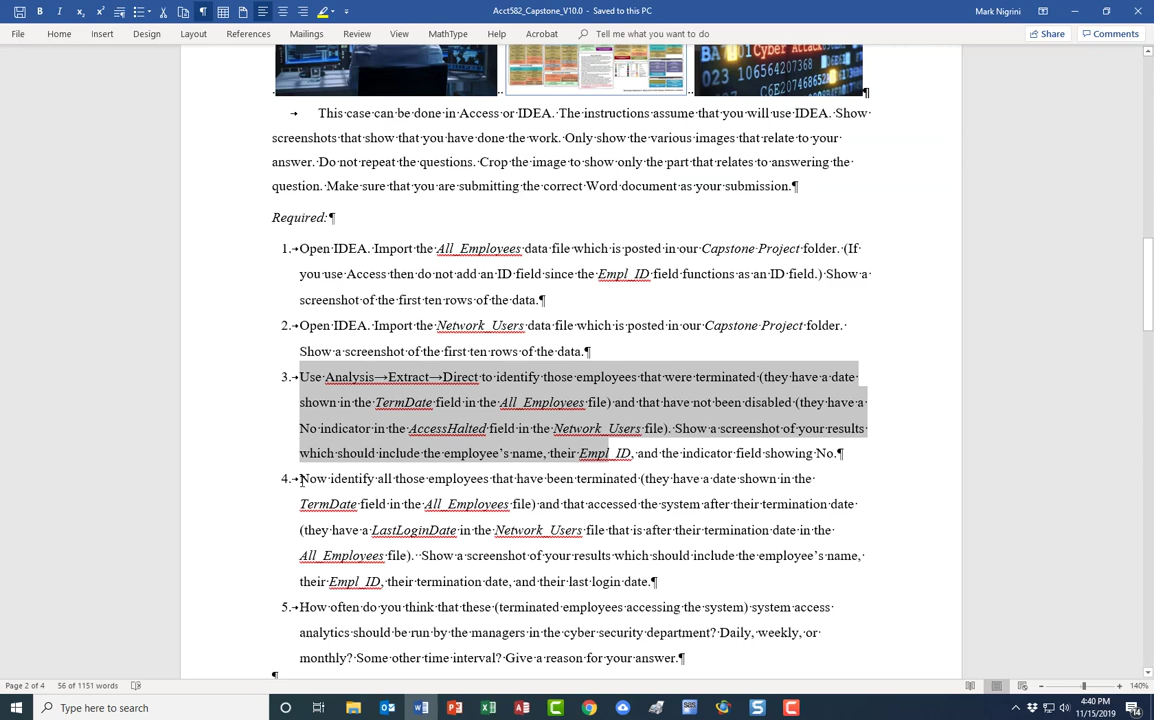 Acct582_Capstone_V10.0 - Saved to this PC
Mark Nigrini
File Home Insert Design Layout References Mailings Review View MathType Help Acrobat Tell me what you want to do Share Comments
Cyber Attack
023 106564207368
C6E2074696E642
This case can be done in Access or IDEA. The instructions assume that you will use IDEA. Show
screenshots that show that you have done the work. Only show the various images that relate to your
answer. Do not repeat the questions. Crop the image to show only the part that relates to answering the
question. Make sure that you are submitting the correct Word document as your submission.¶
Required:¶
1. Open IDEA. Import the All_Employees data file which is posted in our Capstone Project folder. (If
you use Access then do not add an ID field since the Empl_ID field functions as an ID field.) Show a
screenshot of the first ten rows of the data.¶
2. Open IDEA. Import the Network_Users data file which is posted in our Capstone Project folder.
Show a screenshot of the first ten rows of the data.¶
3. Use Analysis→Extract→Direct to identify those employees that were terminated (they have a date
shown in the TermDate field in the All_Employees file) and that have not been disabled (they have a
No indicator in the AccessHalted field in the Network_Users file). Show a screenshot of your results
which should include the employee's name, their Empl_ID, and the indicator field showing No.¶
4. Now identify all those employees that have been terminated (they have a date shown in the
TermDate field in the All_Employees file) and that accessed the system after their termination date
(they have a LastLoginDate in the Network_Users file that is after their termination date in the
All_Employees file). Show a screenshot of your results which should include the employee's name,
their Empl_ID, their termination date, and their last login date.¶
5. How often do you think that these (terminated employees accessing the system) system access
analytics should be run by the managers in the cyber security department? Daily, weekly, or
monthly? Some other time interval? Give a reason for your answer.¶
¶
Page 2 of 4 56 of 1151 words 140%
Type here to search
4:40 PM
11/15/2019